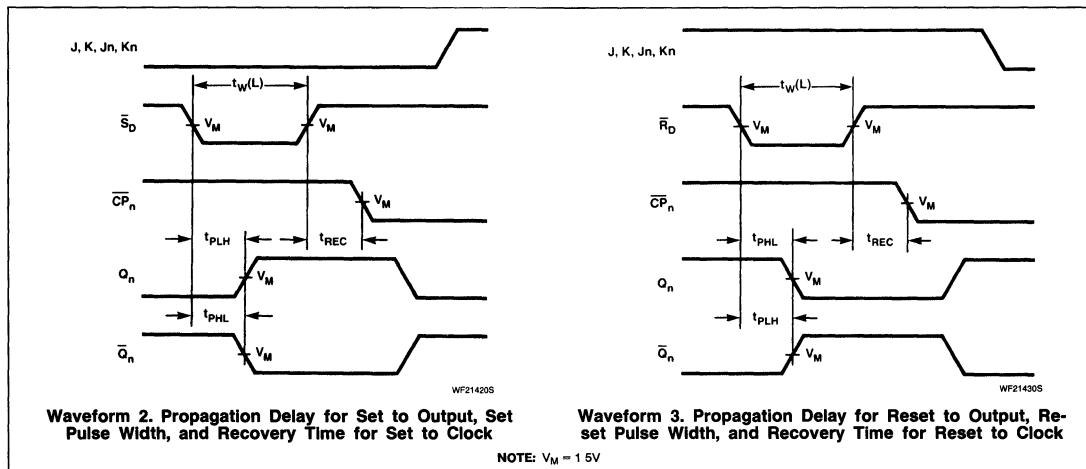 J, K, Jn, Kn
tW(L)
S̄D
VM
VM
C̄P̄n
VM
tPLH
tREC
Qn
VM
tPHL
Q̄n
VM
WF21420S
Waveform 2. Propagation Delay for Set to Output, Set
Pulse Width, and Recovery Time for Set to Clock
J, K, Jn, Kn
tW(L)
R̄D
VM
VM
C̄P̄n
VM
tPHL
tREC
Qn
VM
tPLH
Q̄n
VM
WF21430S
Waveform 3. Propagation Delay for Reset to Output, Re-
set Pulse Width, and Recovery Time for Reset to Clock
NOTE: VM = 1 5V